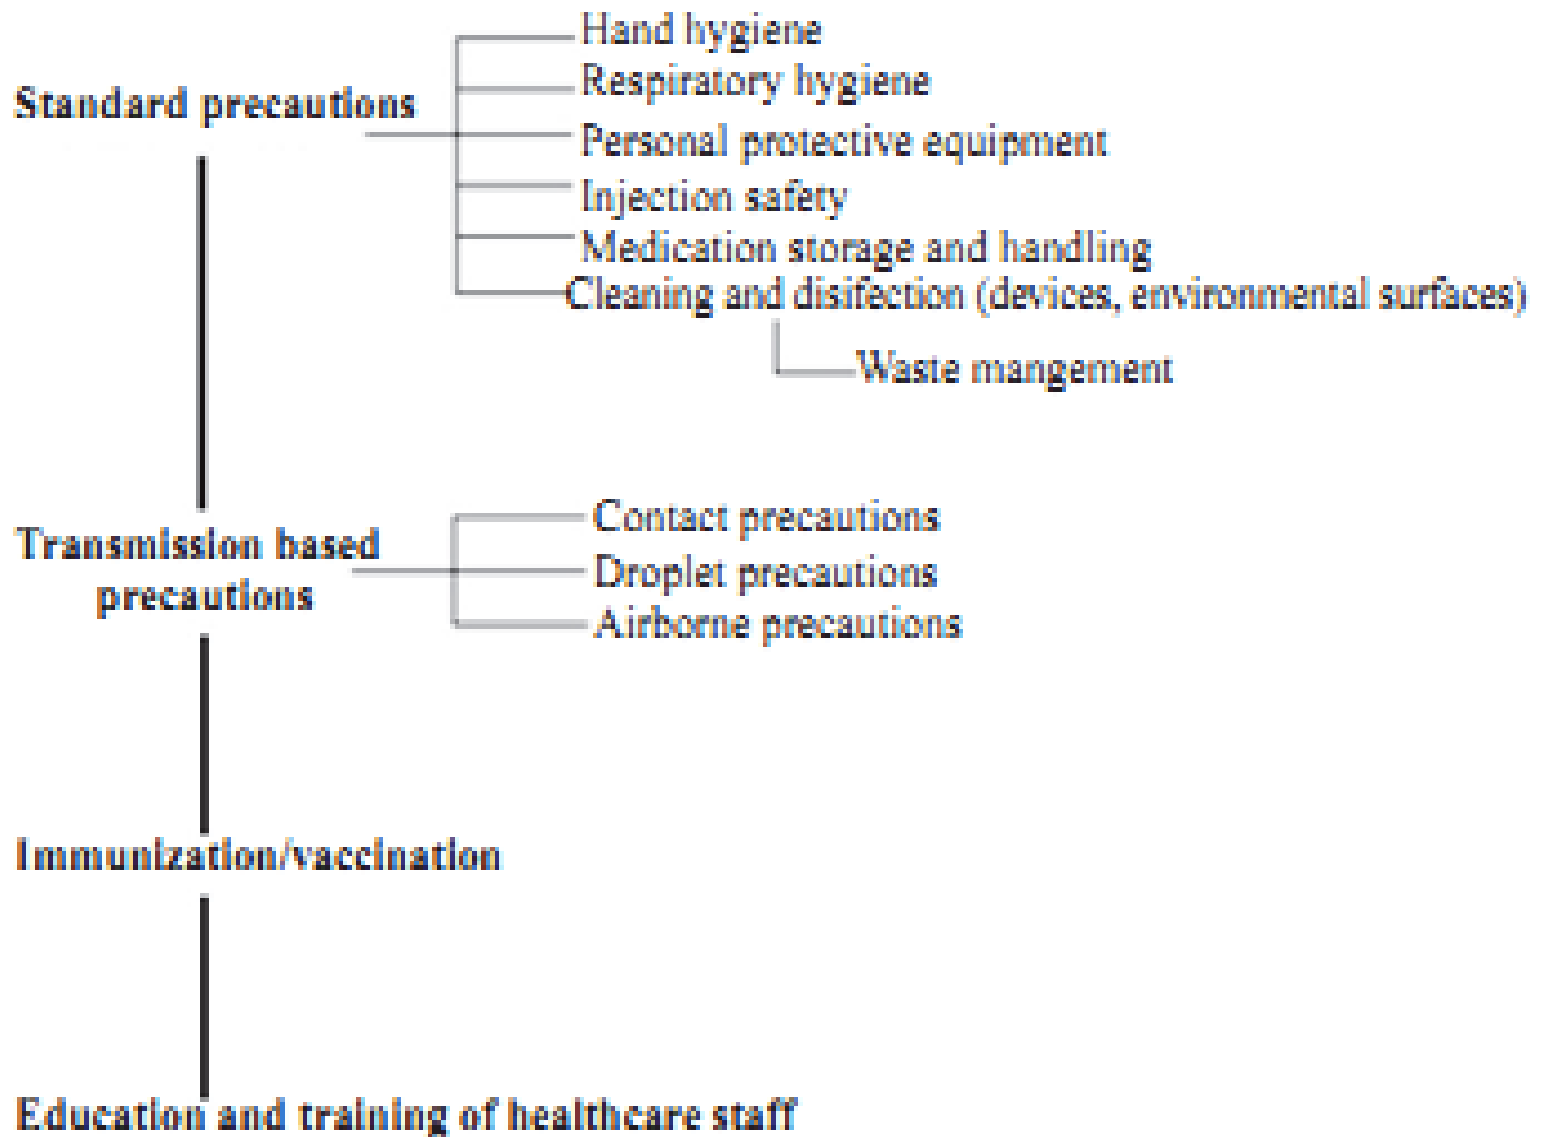 Hand hygiene
Respiratory hygiene
Standard precautions
Personal protective equipment
Injection safety
Medication storage and handling
Cleaning and disifection (devices, environmental surfaces)
Waste mangement
Contact precautions
Transmission based
precautions
Droplet precautions
Airborne precautions
Immunization/vaccination
Education and training of healthcare staff